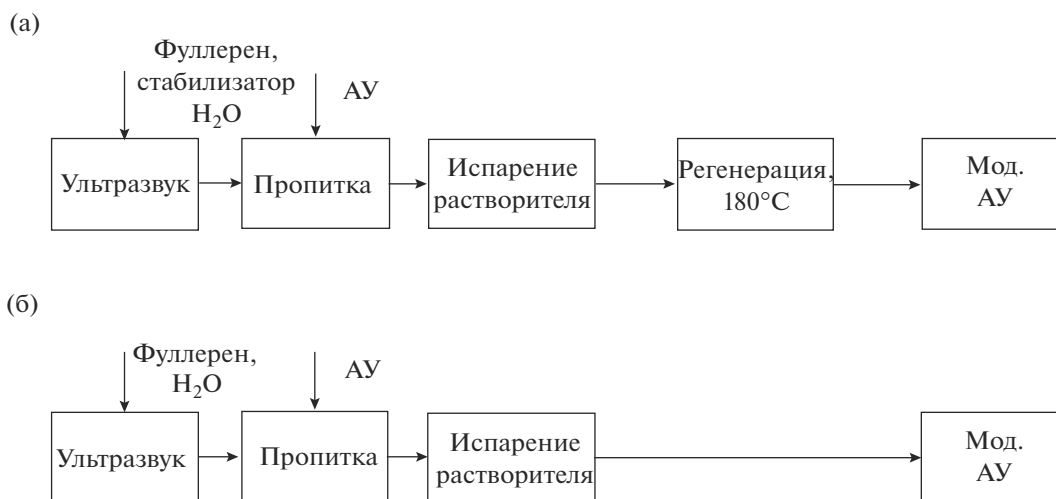 (а)
Фуллерен,
стабилизатор
H₂O
АУ
Ультразвук
Пропитка
Испарение
растворителя
Регенерация,
180°C
Мод.
АУ
(б)
Фуллерен,
H₂O
АУ
Ультразвук
Пропитка
Испарение
растворителя
Мод.
АУ